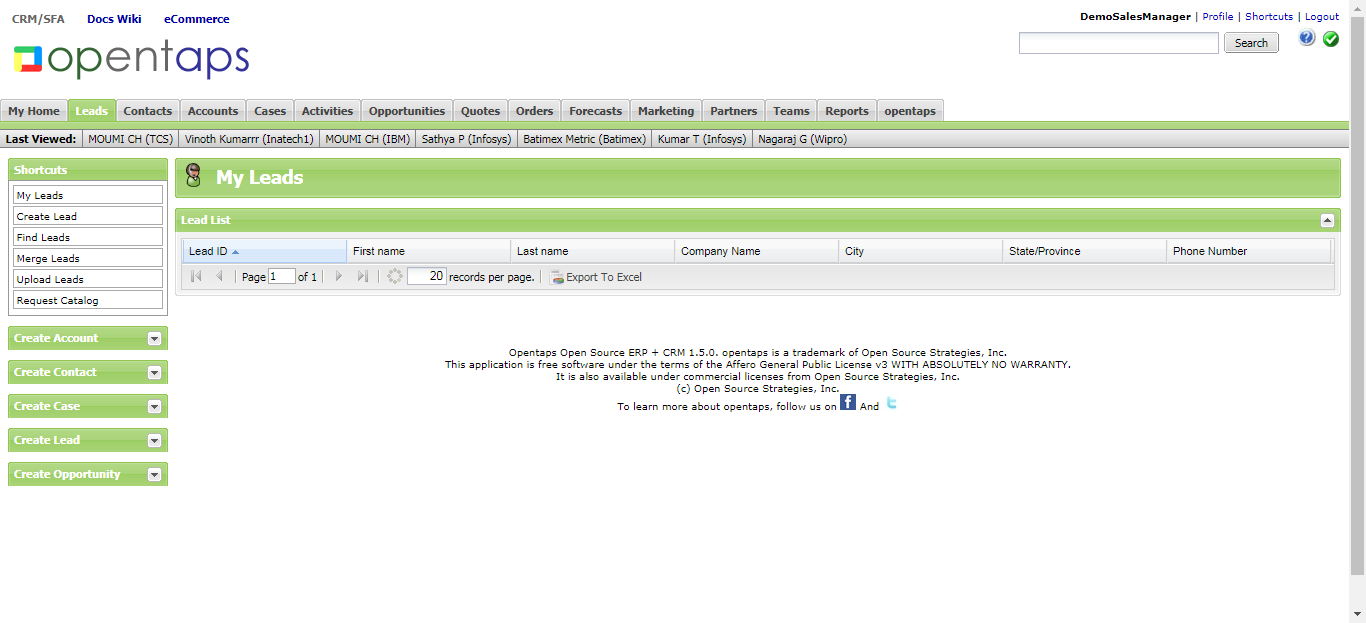 CRM/SFA Docs Wiki eCommerce
DemoSalesManager | Profile | Shortcuts | Logout
opentaps
Search
My Home Leads Contacts Accounts Cases Activities Opportunities Quotes Orders Forecasts Marketing Partners Teams Reports opentaps
Last Viewed: MOUMI CH (TCS) Vinoth Kumarrr (Inatech1) MOUMI CH (IBM) Sathya P (Infosys) Batimex Metric (Batimex) Kumar T (Infosys) Nagaraj G (Wipro)
Shortcuts
My Leads
Create Lead
Find Leads
Merge Leads
Upload Leads
Request Catalog
Create Account
Create Contact
Create Case
Create Lead
Create Opportunity
My Leads
Lead List
Lead ID First name Last name Company Name City State/Province Phone Number
Page 1 of 1 20 records per page. Export To Excel
Opentaps Open Source ERP + CRM 1.5.0. opentaps is a trademark of Open Source Strategies, Inc.
This application is free software under the terms of the Affero General Public License v3 WITH ABSOLUTELY NO WARRANTY.
It is also available under commercial licenses from Open Source Strategies, Inc.
(c) Open Source Strategies, Inc.
To learn more about opentaps, follow us on f And t